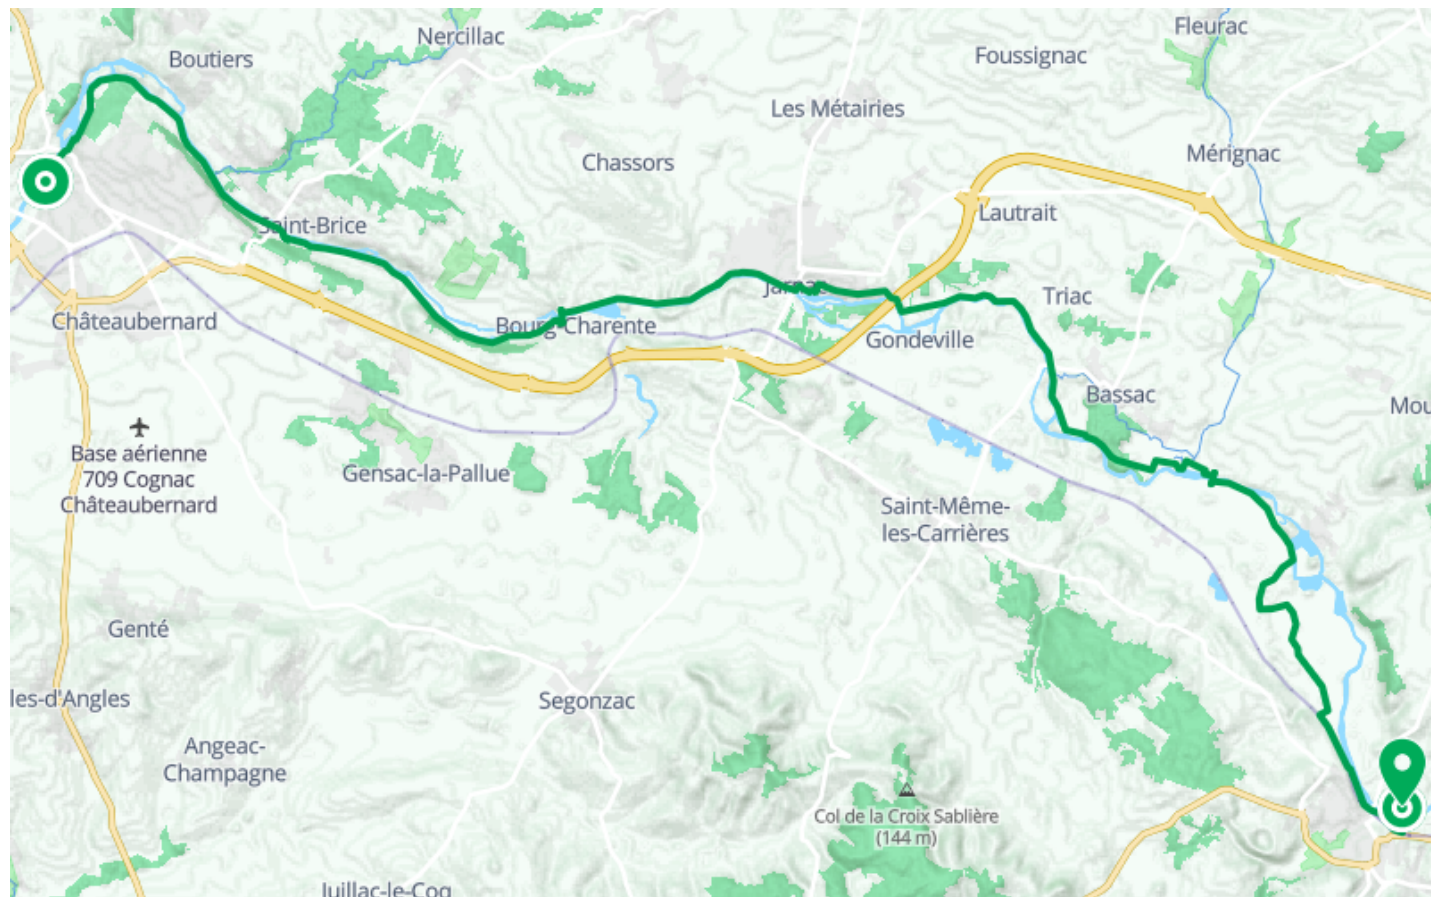 Fleurac
Nercillac
Boutiers
Foussignac
Les Métairies
Chassors
Mérignac
Lautrait
Saint-Brice
Jarnac
Triac
Châteaubernard
Bourg-Charente
Gondeville
Bassac
Mou
Base aérienne
709 Cognac
Châteaubernard
Gensac-la-Pallue
Saint-Même-
les-Carrières
Genté
les-d'Angles
Segonzac
Angeac-
Champagne
Col de la Croix Sablière
(144 m)
Juillac-le-Coq